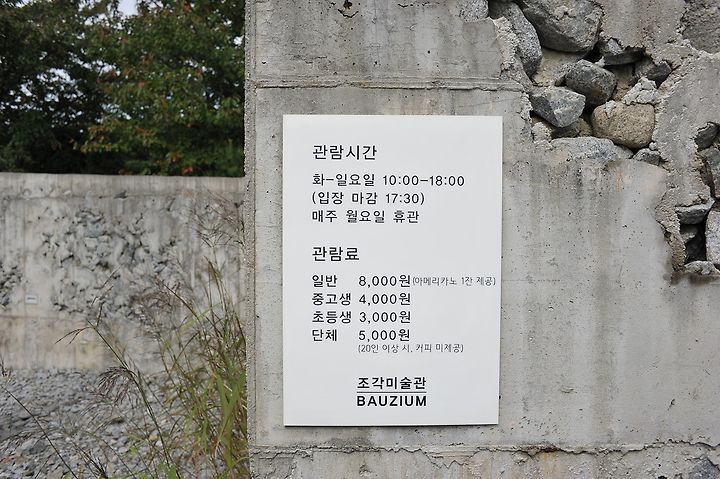 관람시간
화-일요일 10:00-18:00
(입장 마감 17:30)
매주 월요일 휴관
관람료
일반 8,000원(아메리카노 1잔 제공)
중고생 4,000원
초등생 3,000원
단체 5,000원
(20인 이상 시, 커피 미제공)
조각미술관
BAUZIUM